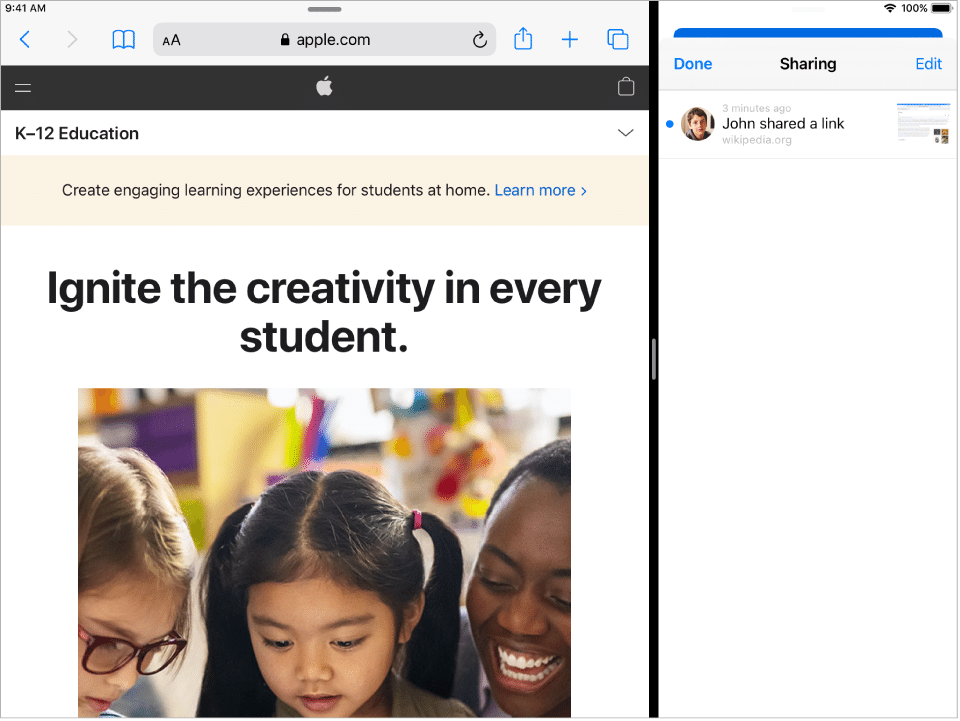 9:41 AM
100%
AA
apple.com
K–12 Education
Create engaging learning experiences for students at home. Learn more >
Ignite the creativity in every
student.
Done
Sharing
Edit
3 minutes ago
John shared a link
wikipedia.org